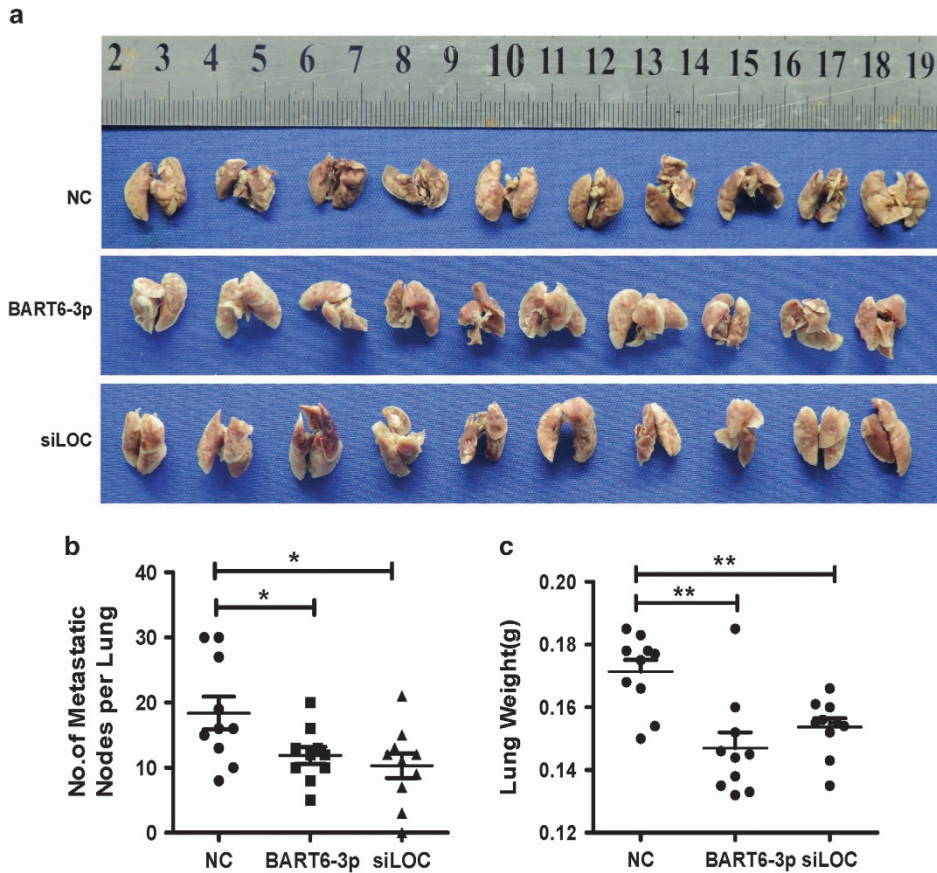 a
2 3 4 5 6 7 8 9 10 11 12 13 14 15 16 17 18 19
NC
BART6-3p
siLOC
b
*
*
No.of Metastatic
Nodes per Lung
40
30
20
10
0
NC BART6-3p siLOC
c
**
**
Lung Weight(g)
0.20
0.18
0.16
0.14
0.12
NC BART6-3p siLOC